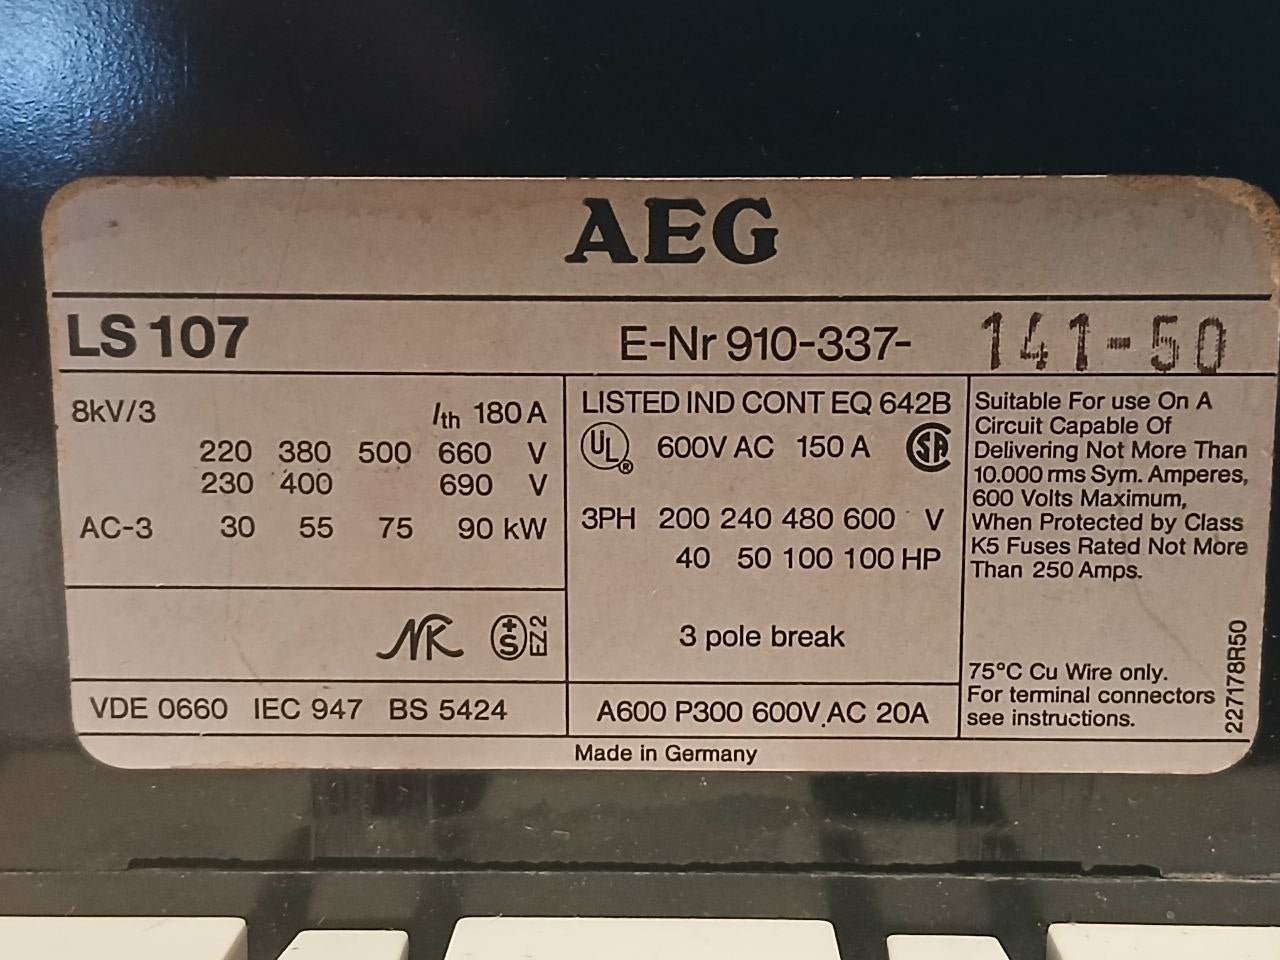 AEG
LS 107 E-Nr 910-337- 141-50
8kV/3 Ith 180 A
220 380 500 660 V
230 400 690 V
AC-3 30 55 75 90 kW
NK +S EZ2
VDE 0660 IEC 947 BS 5424
LISTED IND CONT EQ 642B
UL® 600V AC 150 A SA
3PH 200 240 480 600 V
40 50 100 100 HP
3 pole break
A600 P300 600V AC 20A
Suitable For use On A
Circuit Capable Of
Delivering Not More Than
10.000 rms Sym. Amperes,
600 Volts Maximum,
When Protected by Class
K5 Fuses Rated Not More
Than 250 Amps.
75°C Cu Wire only.
For terminal connectors
see instructions.
227178R50
Made in Germany